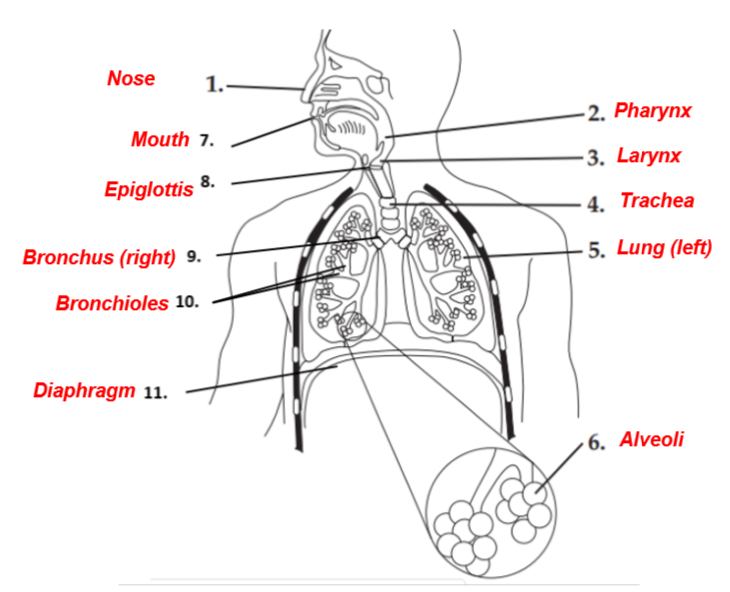 Nose 1.
2. Pharynx
Mouth 7.
3. Larynx
Epiglottis 8.
4. Trachea
5. Lung (left)
Bronchus (right) 9.
Bronchioles 10.
Diaphragm 11.
6. Alveoli